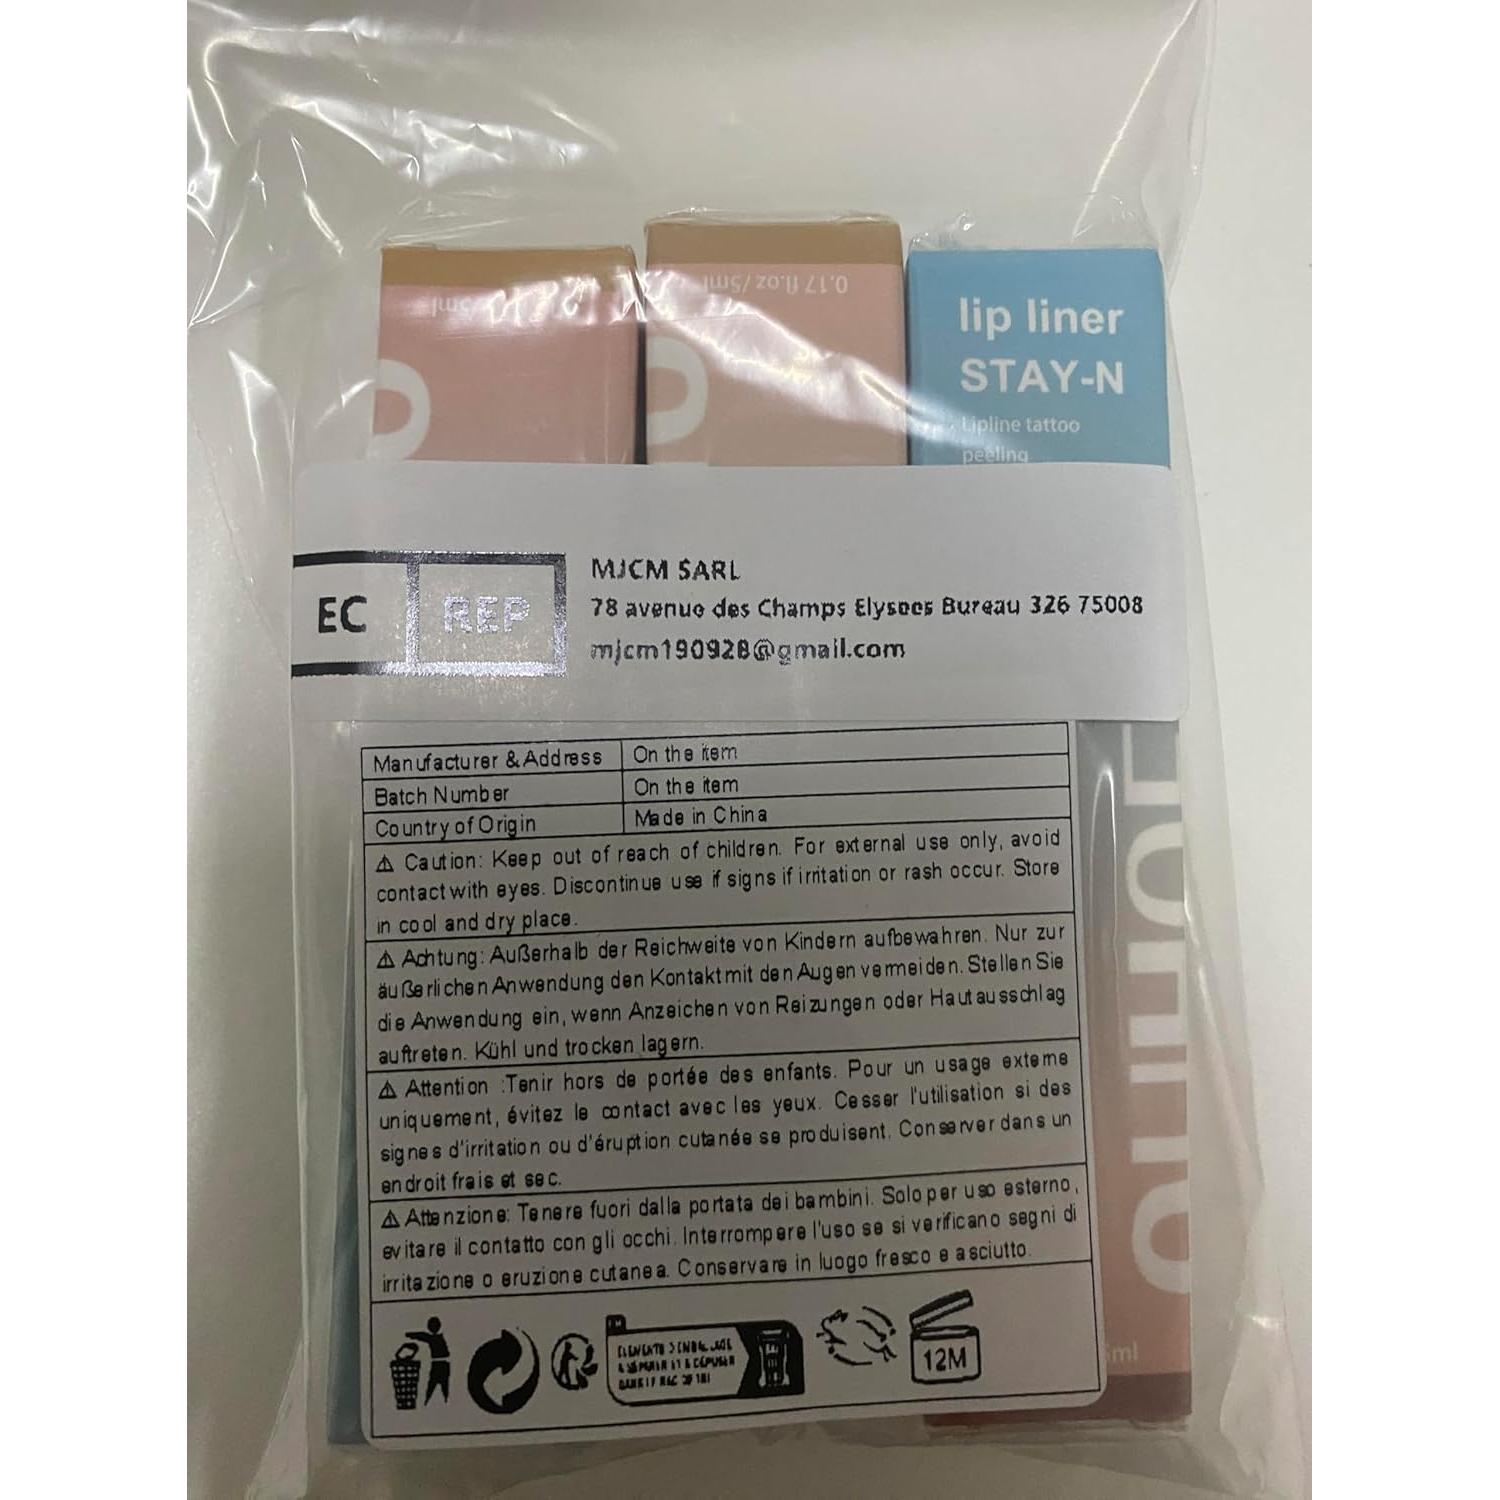 0.17 fl.oz/5ml
lip liner
STAY-N
Lipline tattoo
peeling
EC REP
MJCM SARL
78 avenue des Champs Elysees Bureau 326 75008
mjcm190928@gmail.com
Manufacturer & Address On the item
Batch Number On the item
Country of Origin Made in China
⚠ Caution: Keep out of reach of children. For external use only, avoid
contact with eyes. Discontinue use if signs if irritation or rash occur. Store
in cool and dry place.
⚠ Achtung: Außerhalb der Reichweite von Kindern aufbewahren. Nur zur
äußerlichen Anwendung den Kontakt mit den Augen vermeiden. Stellen Sie
die Anwendung ein, wenn Anzeichen von Reizungen oder Hautausschlag
auftreten. Kühl und trocken lagern.
⚠ Attention :Tenir hors de portée des enfants. Pour un usage externe
uniquement, évitez le contact avec les yeux. Cesser l'utilisation si des
signes d'irritation ou d'éruption cutanée se produisent. Conserver dans un
endroit frais et sec.
⚠ Attenzione: Tenere fuori dalla portata dei bambini. Solo per uso esterno,
evitare il contatto con gli occhi. Interrompere l'uso se si verificano segni di
irritazione o eruzione cutanea. Conservare in luogo fresco e asciutto.
12M
5ml